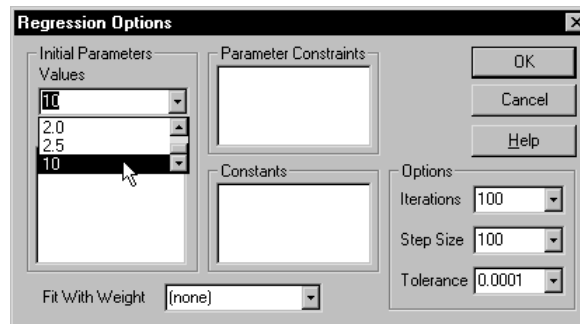 Regression Options
Initial Parameters
Values
10
2.0
2.5
10
Parameter Constraints
Constants
OK
Cancel
Help
Options
Iterations 100
Step Size 100
Tolerance 0.0001
Fit With Weight (none)